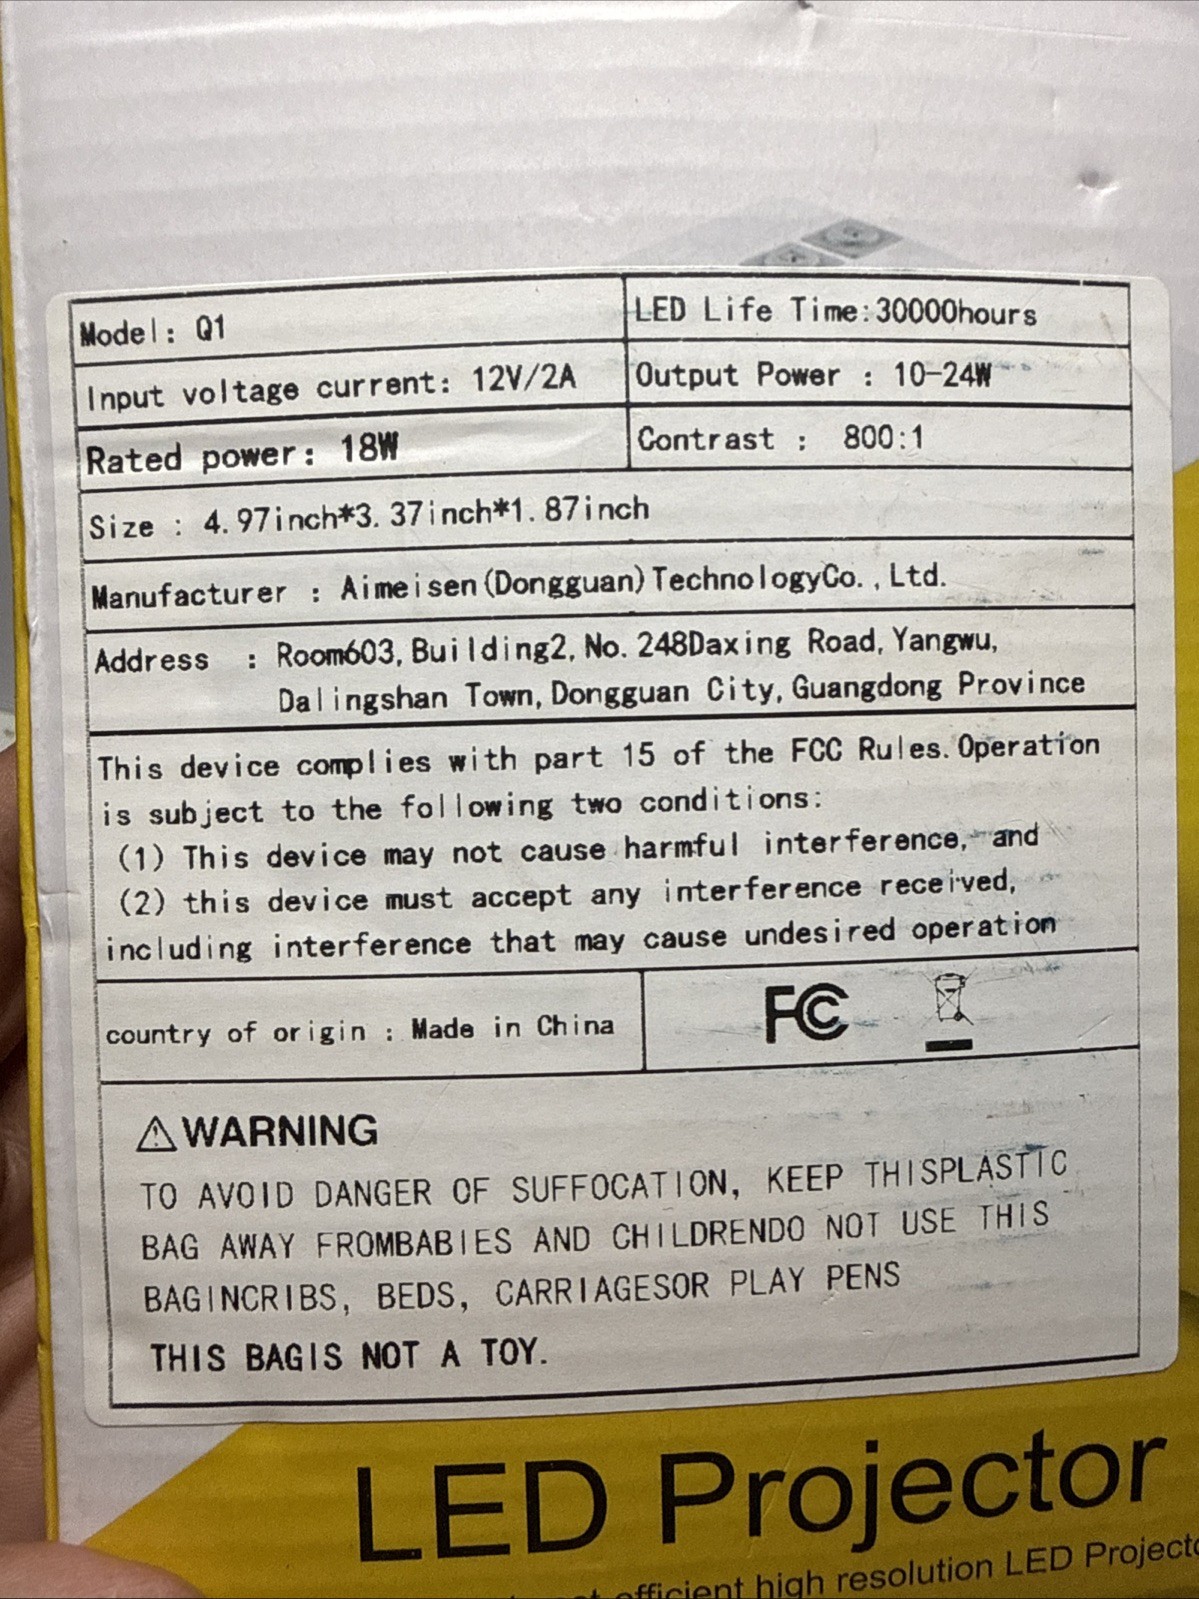 Model: Q1
LED Life Time:30000hours
Input voltage current: 12V/2A
Output Power : 10-24W
Rated power: 18W
Contrast : 800:1
Size : 4.97inch*3.37inch*1.87inch
Manufacturer : Aimeisen(Dongguan)TechnologyCo.,Ltd.
Address : Room603,Building2,No.248Daxing Road,Yangwu,
Dalingshan Town,Dongguan City,Guangdong Province
This device complies with part 15 of the FCC Rules.Operation
is subject to the following two conditions:
(1) This device may not cause harmful interference, and
(2) this device must accept any interference received,
including interference that may cause undesired operation
country of origin : Made in China
FC
WARNING
TO AVOID DANGER OF SUFFOCATION, KEEP THISPLASTIC
BAG AWAY FROMBABIES AND CHILDRENDO NOT USE THIS
BAGINCRIBS, BEDS, CARRIAGESOR PLAY PENS
THIS BAGIS NOT A TOY.
LED Projector
efficient high resolution LED